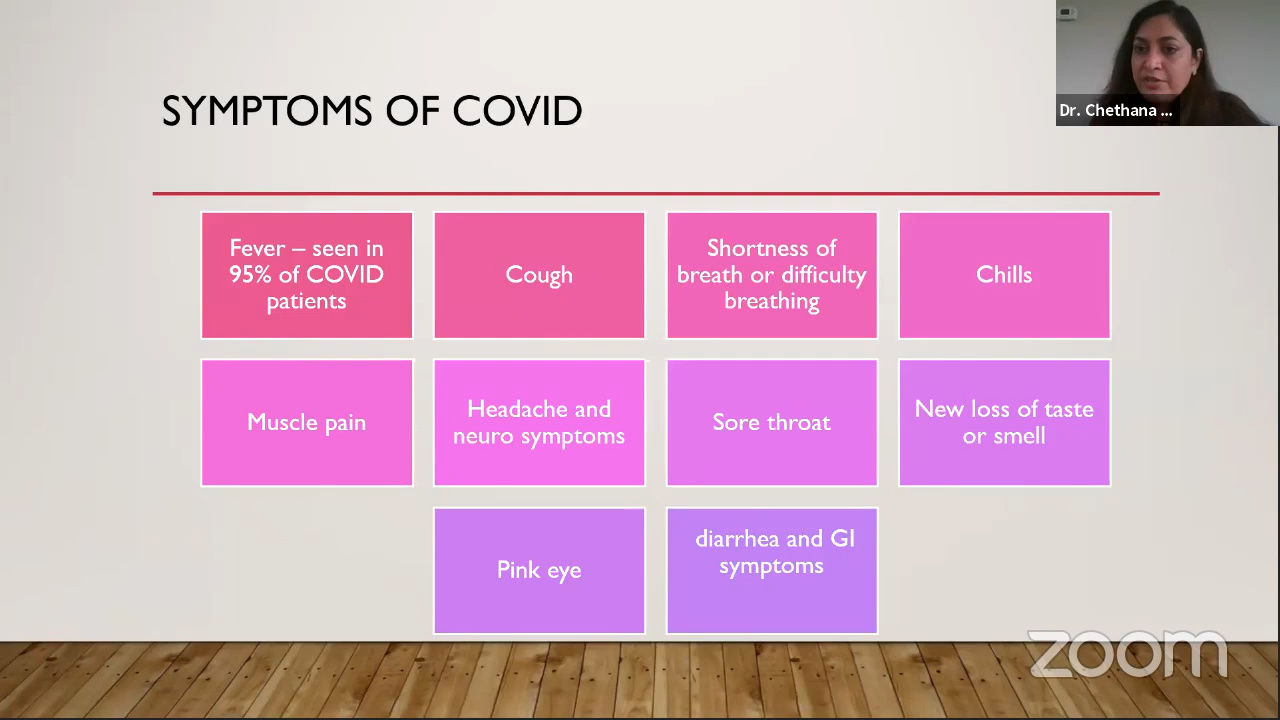 SYMPTOMS OF COVID
Dr. Chethana ...
Fever – seen in
95% of COVID
patients
Cough
Shortness of
breath or difficulty
breathing
Chills
Muscle pain
Headache and
neuro symptoms
Sore throat
New loss of taste
or smell
Pink eye
diarrhea and GI
symptoms
zoom